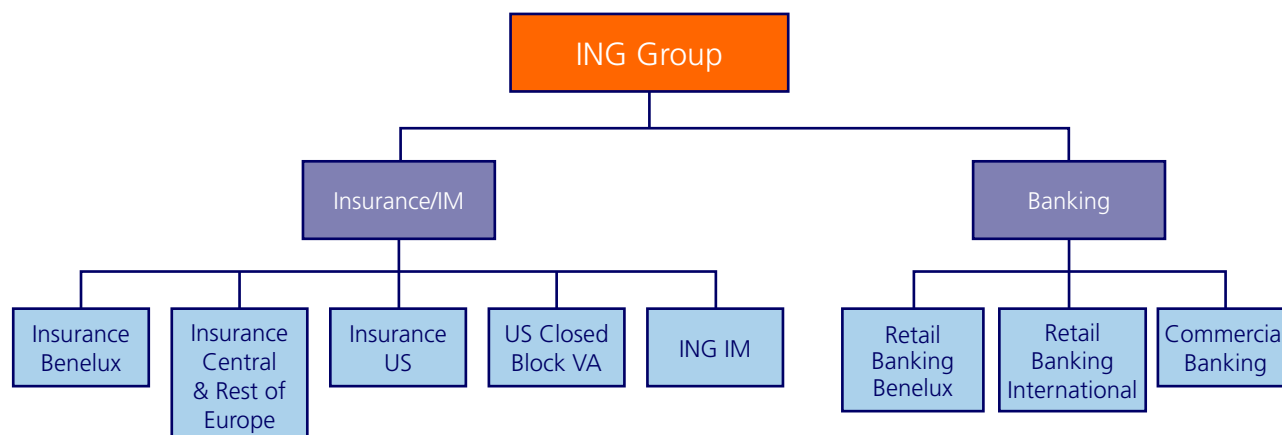 ING Group
Insurance/IM
Banking
Insurance
Benelux
Insurance
Central
& Rest of
Europe
Insurance
US
US Closed
Block VA
ING IM
Retail
Banking
Benelux
Retail
Banking
International
Commercia
Banking